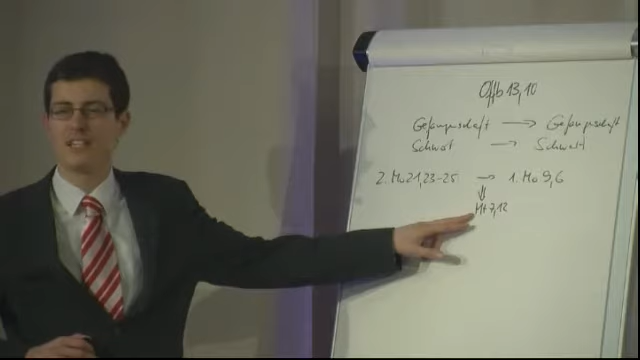 Offb 13,10
Gefangenschaft → Gefangenschaft
Schwert → Schwert
2. Mo 21,23-25 → 1. Mo 9,6
⇓
Mt 7,12